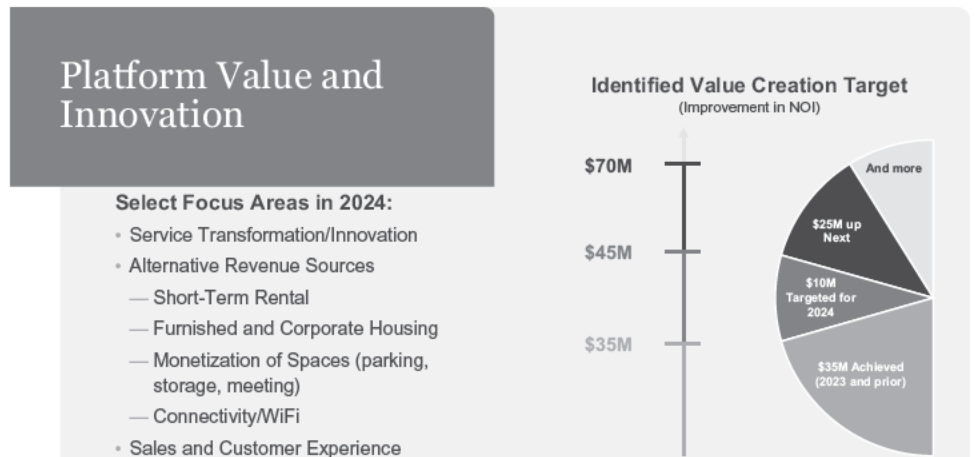 Platform Value and
Innovation
Select Focus Areas in 2024:
• Service Transformation/Innovation
• Alternative Revenue Sources
— Short-Term Rental
— Furnished and Corporate Housing
— Monetization of Spaces (parking,
storage, meeting)
— Connectivity/WiFi
• Sales and Customer Experience
Identified Value Creation Target
(Improvement in NOI)
$70M
$45M
$35M
And more
$25M up
Next
$10M
Targeted for
2024
$35M Achieved
(2023 and prior)